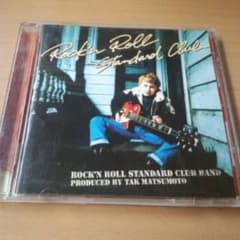 Rock'n Roll
Standard Club
ROCK'N ROLL STANDARD CLUB BAND
PRODUCED BY TAK MATSUMOTO